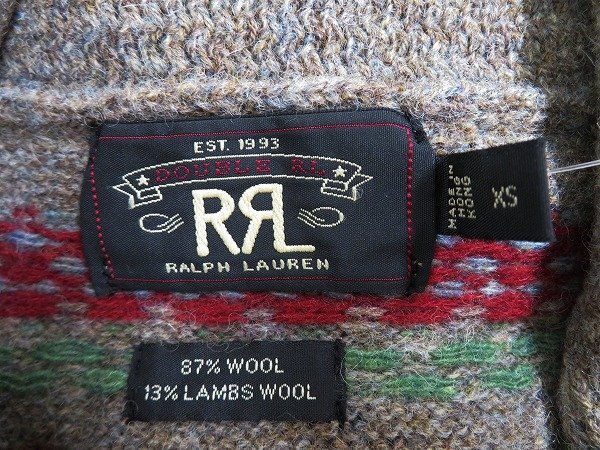 EST. 1993
DOUBLE RL
RRL
RALPH LAUREN
MADE IN
HONG
KONG
XS
87% WOOL
13% LAMBS WOOL